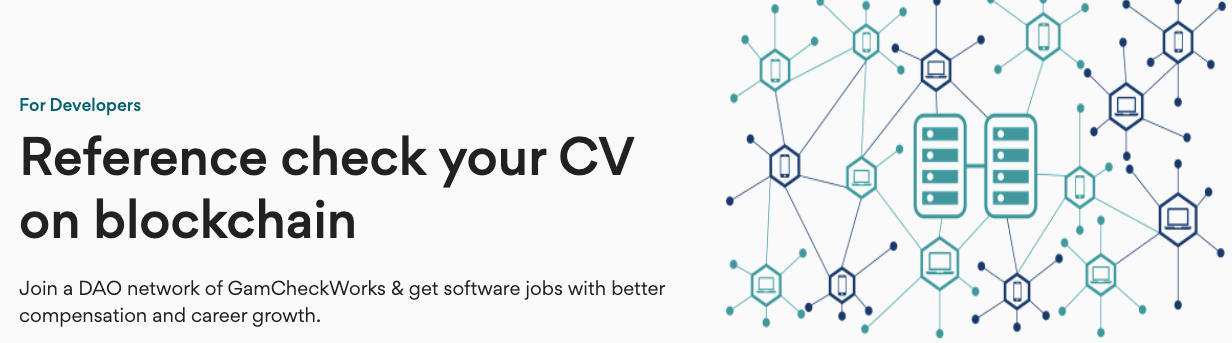 For Developers
Reference check your CV
on blockchain
Join a DAO network of GamCheckWorks & get software jobs with better
compensation and career growth.